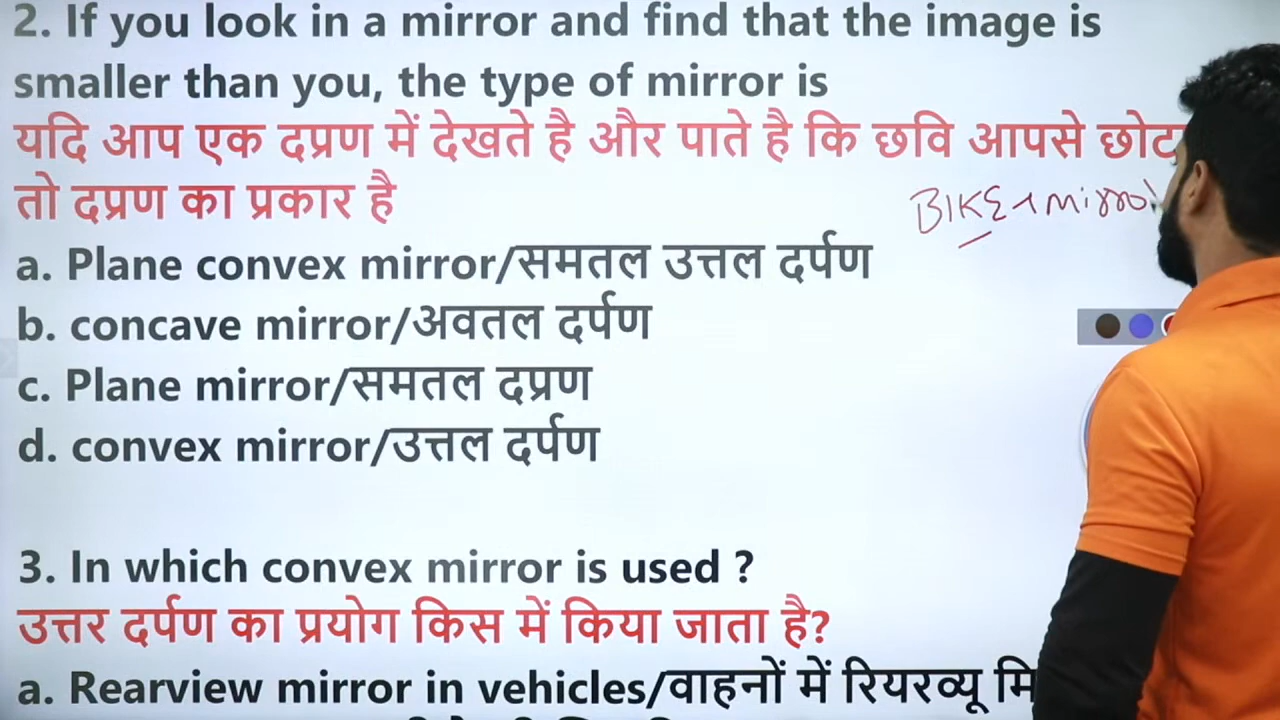 2. If you look in a mirror and find that the image is
smaller than you, the type of mirror is
यदि आप एक दप्रण में देखते है और पाते है कि छवि आपसे छोट
तो दप्रण का प्रकार है
BIKE mirror
a. Plane convex mirror/समतल उत्तल दर्पण
b. concave mirror/अवतल दर्पण
c. Plane mirror/समतल दप्रण
d. convex mirror/उत्तल दर्पण
3. In which convex mirror is used ?
उत्तर दर्पण का प्रयोग किस में किया जाता है?
a. Rearview mirror in vehicles/वाहनों में रियरव्यू मि